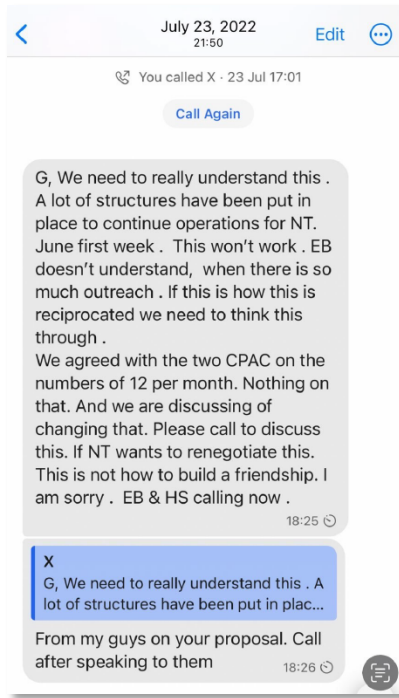 July 23, 2022
21:50
Edit
You called X · 23 Jul 17:01
Call Again
G, We need to really understand this .
A lot of structures have been put in
place to continue operations for NT.
June first week .  This won't work . EB
doesn't understand,  when there is so
much outreach . If this is how this is
reciprocated we need to think this
through .
We agreed with the two CPAC on the
numbers of 12 per month. Nothing on
that. And we are discussing of
changing that. Please call to discuss
this. If NT wants to renegotiate this.
This is not how to build a friendship. I
am sorry .  EB & HS calling now .
18:25
X
G, We need to really understand this . A
lot of structures have been put in plac...
From my guys on your proposal. Call
after speaking to them
18:26